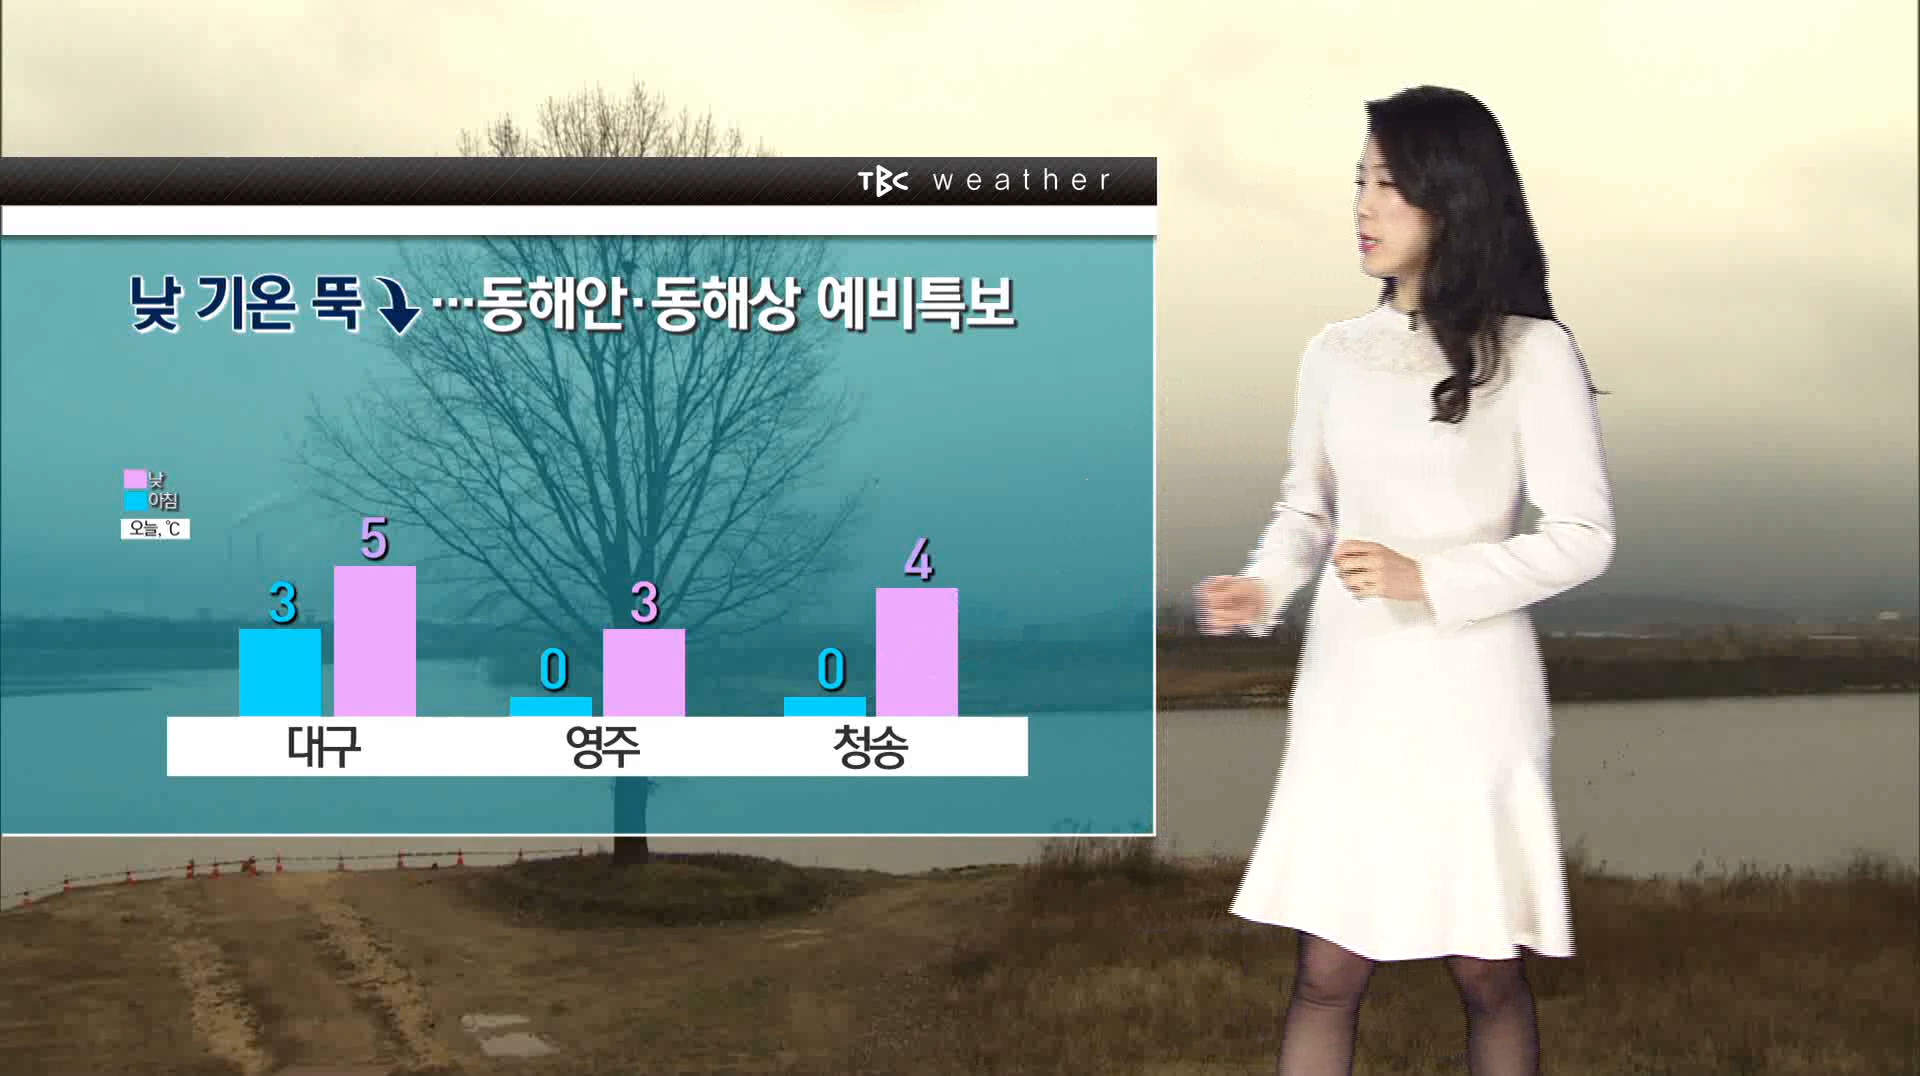 TBC weather
낮 기온 뚝⤵…동해안·동해상 예비특보
낮
아침
오늘, ℃
3 5 0 3 0 4
대구 영주 청송